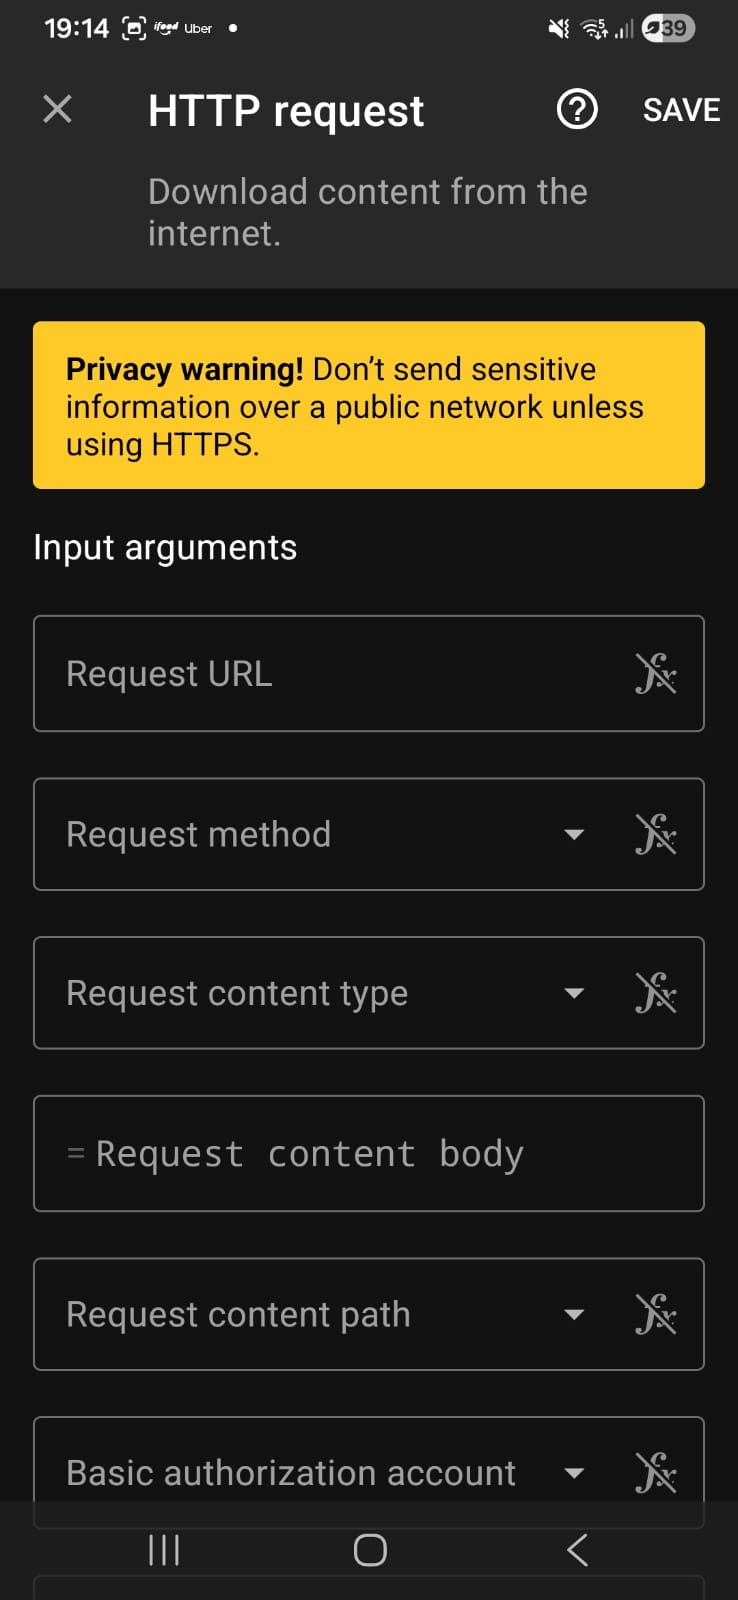 19:14 ifood Uber 39
HTTP request SAVE
Download content from the
internet.
Privacy warning! Don’t send sensitive
information over a public network unless
using HTTPS.
Input arguments
Request URL
Request method
Request content type
= Request content body
Request content path
Basic authorization account